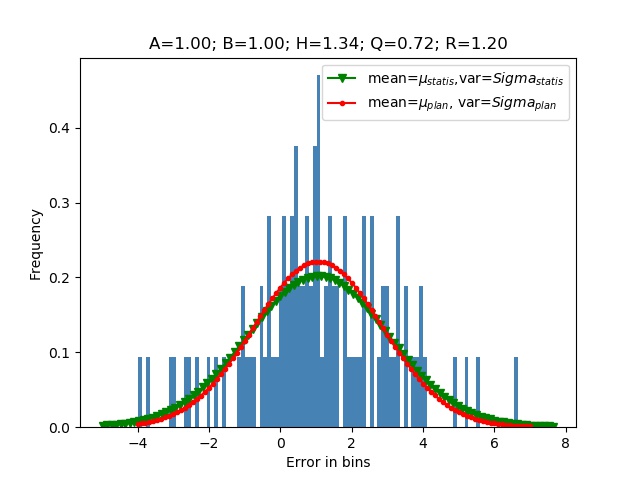 A=1.00; B=1.00; H=1.34; Q=0.72; R=1.20
mean=μstatis,var=Sigmastatis
mean=μplan, var=Sigmaplan
Frequency
0.4
0.3
0.2
0.1
0.0
−4 −2 0 2 4 6 8
Error in bins